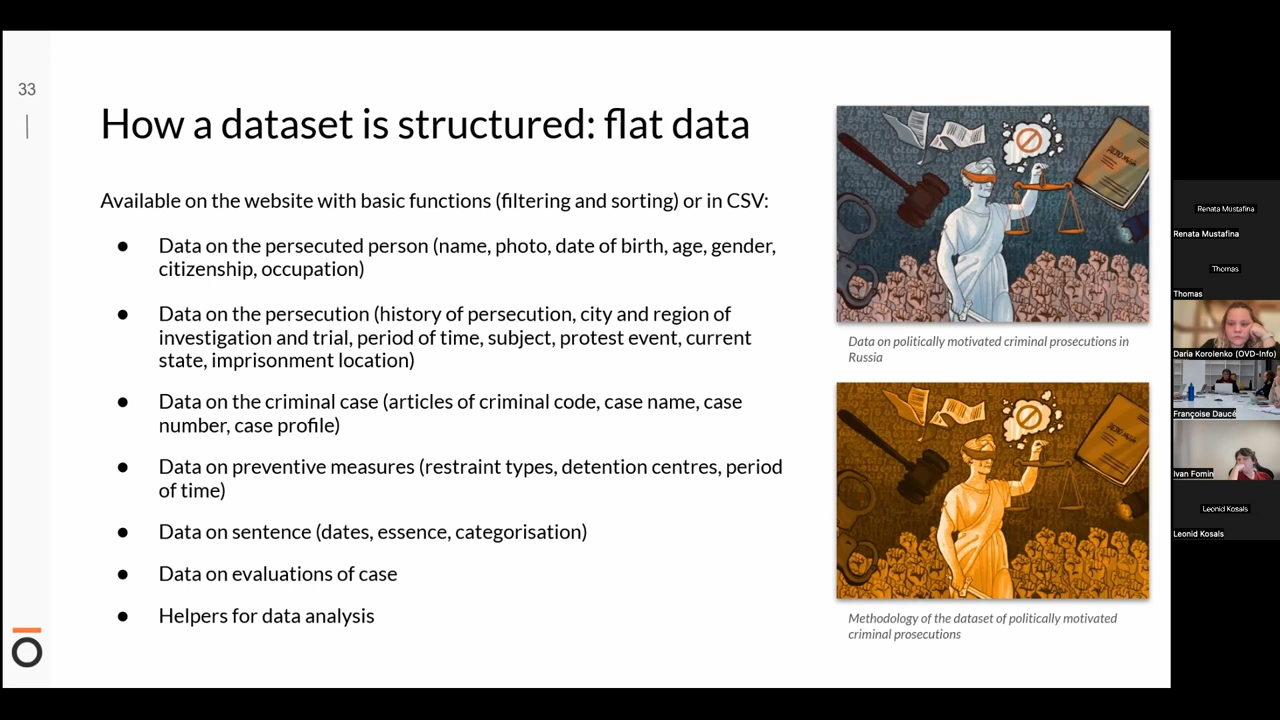 33
How a dataset is structured: flat data
Available on the website with basic functions (filtering and sorting) or in CSV:
● Data on the persecuted person (name, photo, date of birth, age, gender,
citizenship, occupation)
● Data on the persecution (history of persecution, city and region of
investigation and trial, period of time, subject, protest event, current
state, imprisonment location)
● Data on the criminal case (articles of criminal code, case name, case
number, case profile)
● Data on preventive measures (restraint types, detention centres, period
of time)
● Data on sentence (dates, essence, categorisation)
● Data on evaluations of case
● Helpers for data analysis
Data on politically motivated criminal prosecutions in
Russia
Methodology of the dataset of politically motivated
criminal prosecutions
Renata Mustafina
Renata Mustafina
Thomas
Thomas
Daria Korolenko (OVD-Info)
Françoise Daucé
Ivan Fomin
Leonid Kosals
Leonid Kosals